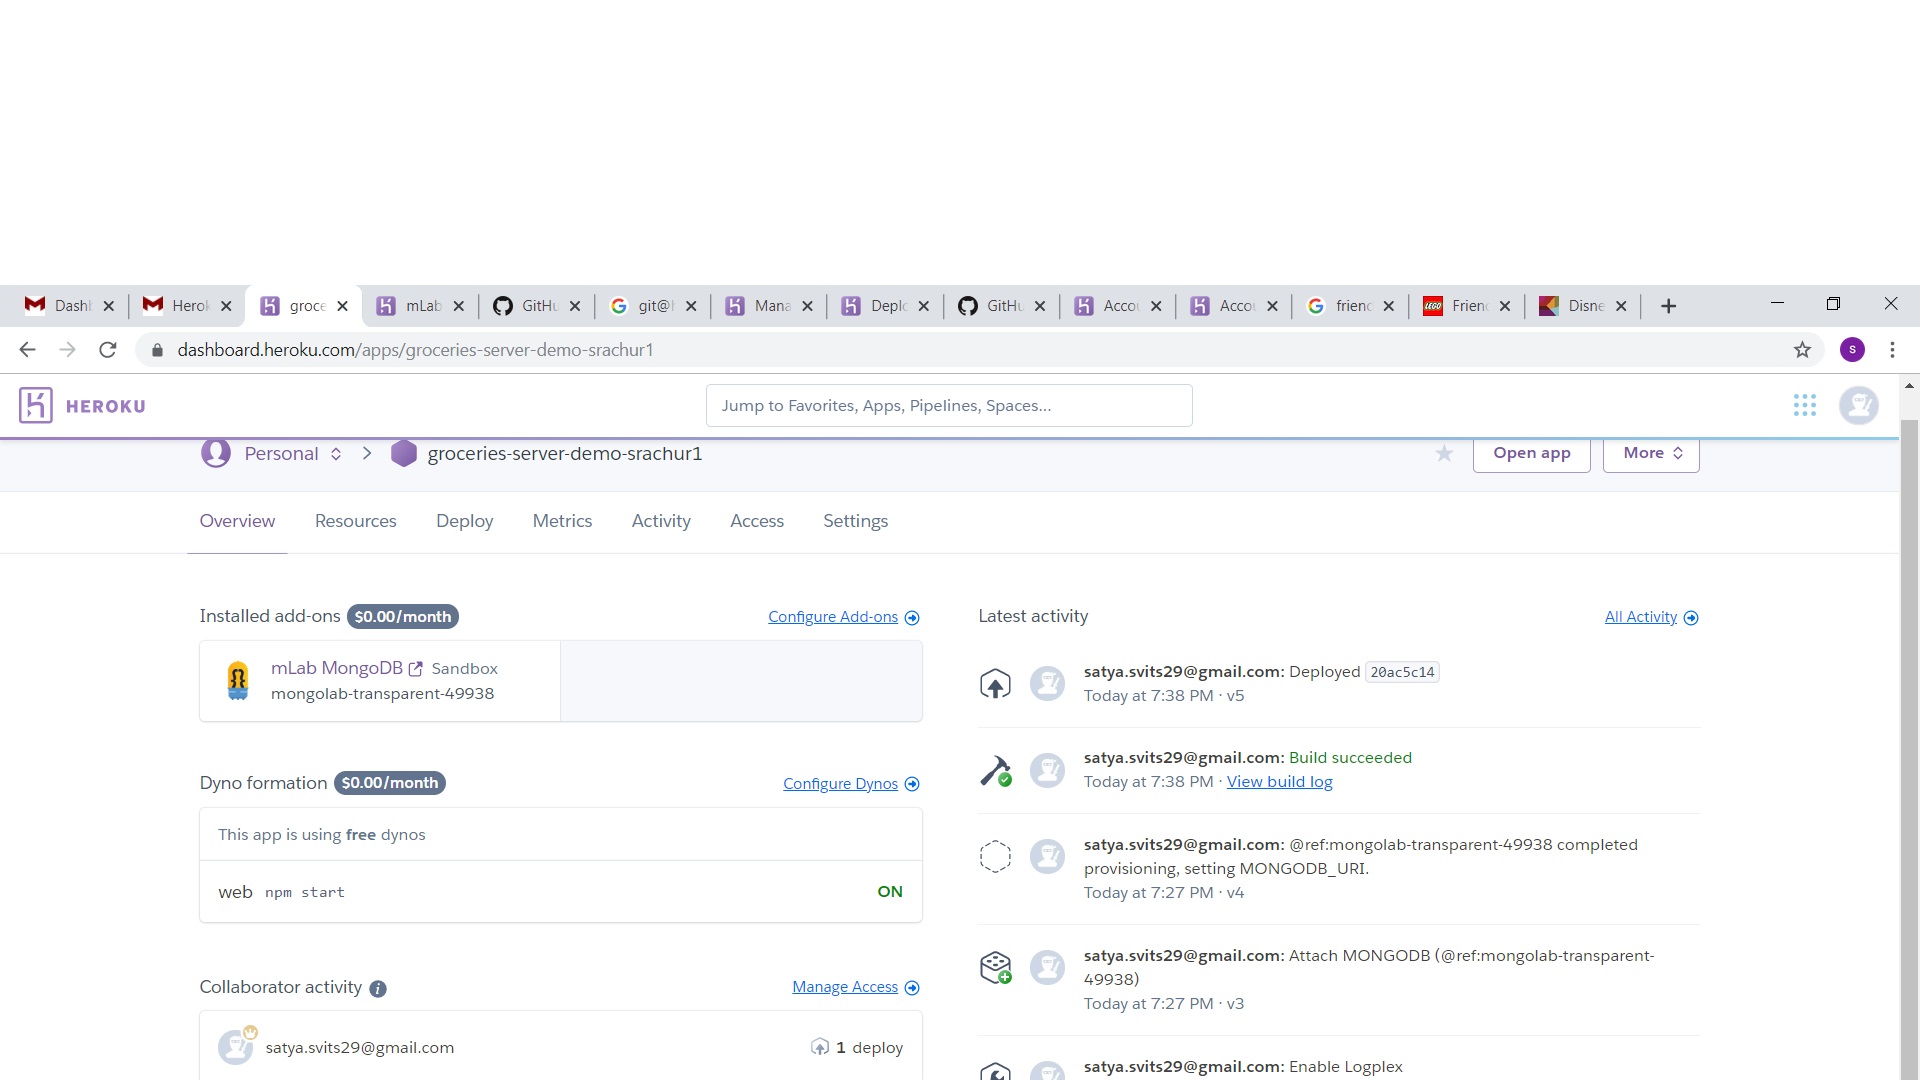 Dashb
Herok
groce
mLab
GitHu
git@h
Mana
Deplo
GitHu
Accou
Accou
frienc
Frienc
Disne
dashboard.heroku.com/apps/groceries-server-demo-srachur1
S
HEROKU
Jump to Favorites, Apps, Pipelines, Spaces...
Personal
groceries-server-demo-srachur1
Open app
More
Overview
Resources
Deploy
Metrics
Activity
Access
Settings
Installed add-ons $0.00/month
Configure Add-ons
mLab MongoDB Sandbox
mongolab-transparent-49938
Dyno formation $0.00/month
Configure Dynos
This app is using free dynos
web npm start
ON
Collaborator activity
Manage Access
satya.svits29@gmail.com
1 deploy
Latest activity
All Activity
satya.svits29@gmail.com: Deployed 20ac5c14
Today at 7:38 PM · v5
satya.svits29@gmail.com: Build succeeded
Today at 7:38 PM · View build log
satya.svits29@gmail.com: @ref:mongolab-transparent-49938 completed
provisioning, setting MONGODB_URI.
Today at 7:27 PM · v4
satya.svits29@gmail.com: Attach MONGODB (@ref:mongolab-transparent-
49938)
Today at 7:27 PM · v3
satya.svits29@gmail.com: Enable Logplex